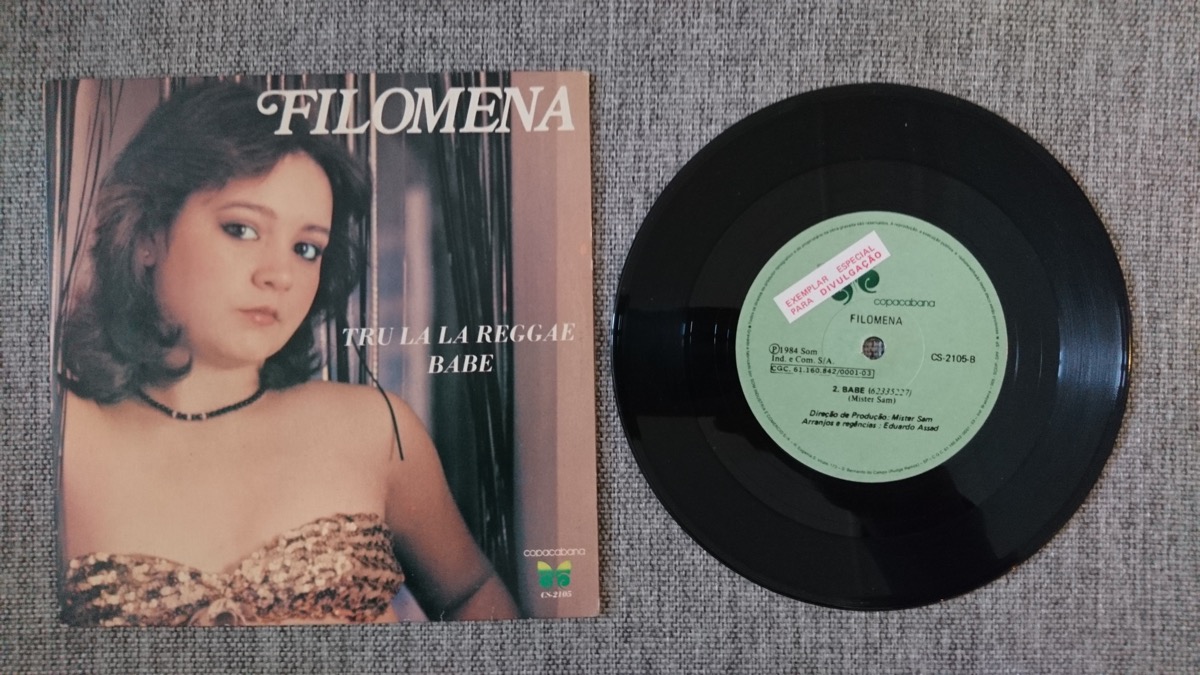 FILOMENA
TRU LA LA REGGAE
BABE
copacabana
CS-2105
EXEMPLAR ESPECIAL
PARA DIVULGAÇÃO
copacabana
FILOMENA
Ⓟ1984 Som
Ind. e Com. S/A.
CGC. 61.160.842/0001-03
CS-2105-B
2. BABE (62335227)
(Mister Sam)
Direção de Produção: Mister Sam
Arranjos e regências : Eduardo Assad